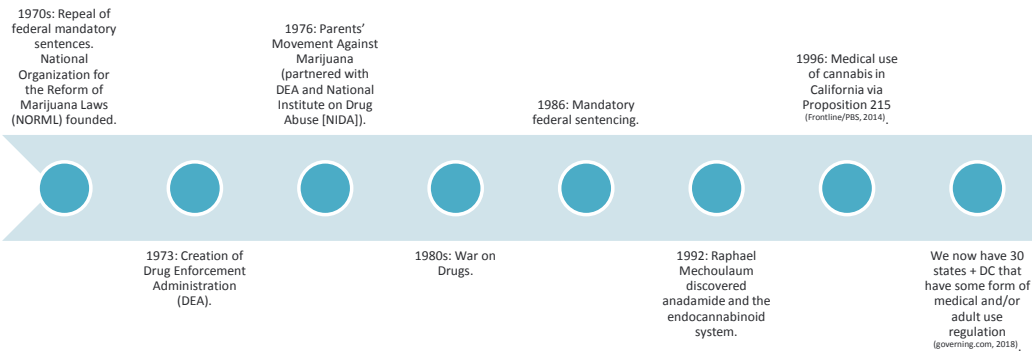 1970s: Repeal of
federal mandatory
sentences.
National
Organization for
the Reform of
Marijuana Laws
(NORML) founded.
1973: Creation of
Drug Enforcement
Administration
(DEA).
1976: Parents’
Movement Against
Marijuana
(partnered with
DEA and National
Institute on Drug
Abuse [NIDA]).
1980s: War on
Drugs.
1986: Mandatory
federal sentencing.
1992: Raphael
Mechoulaum
discovered
anadamide and the
endocannabinoid
system.
1996: Medical use
of cannabis in
California via
Proposition 215
(Frontline/PBS, 2014).
We now have 30
states + DC that
have some form of
medical and/or
adult use
regulation
(governing.com, 2018).